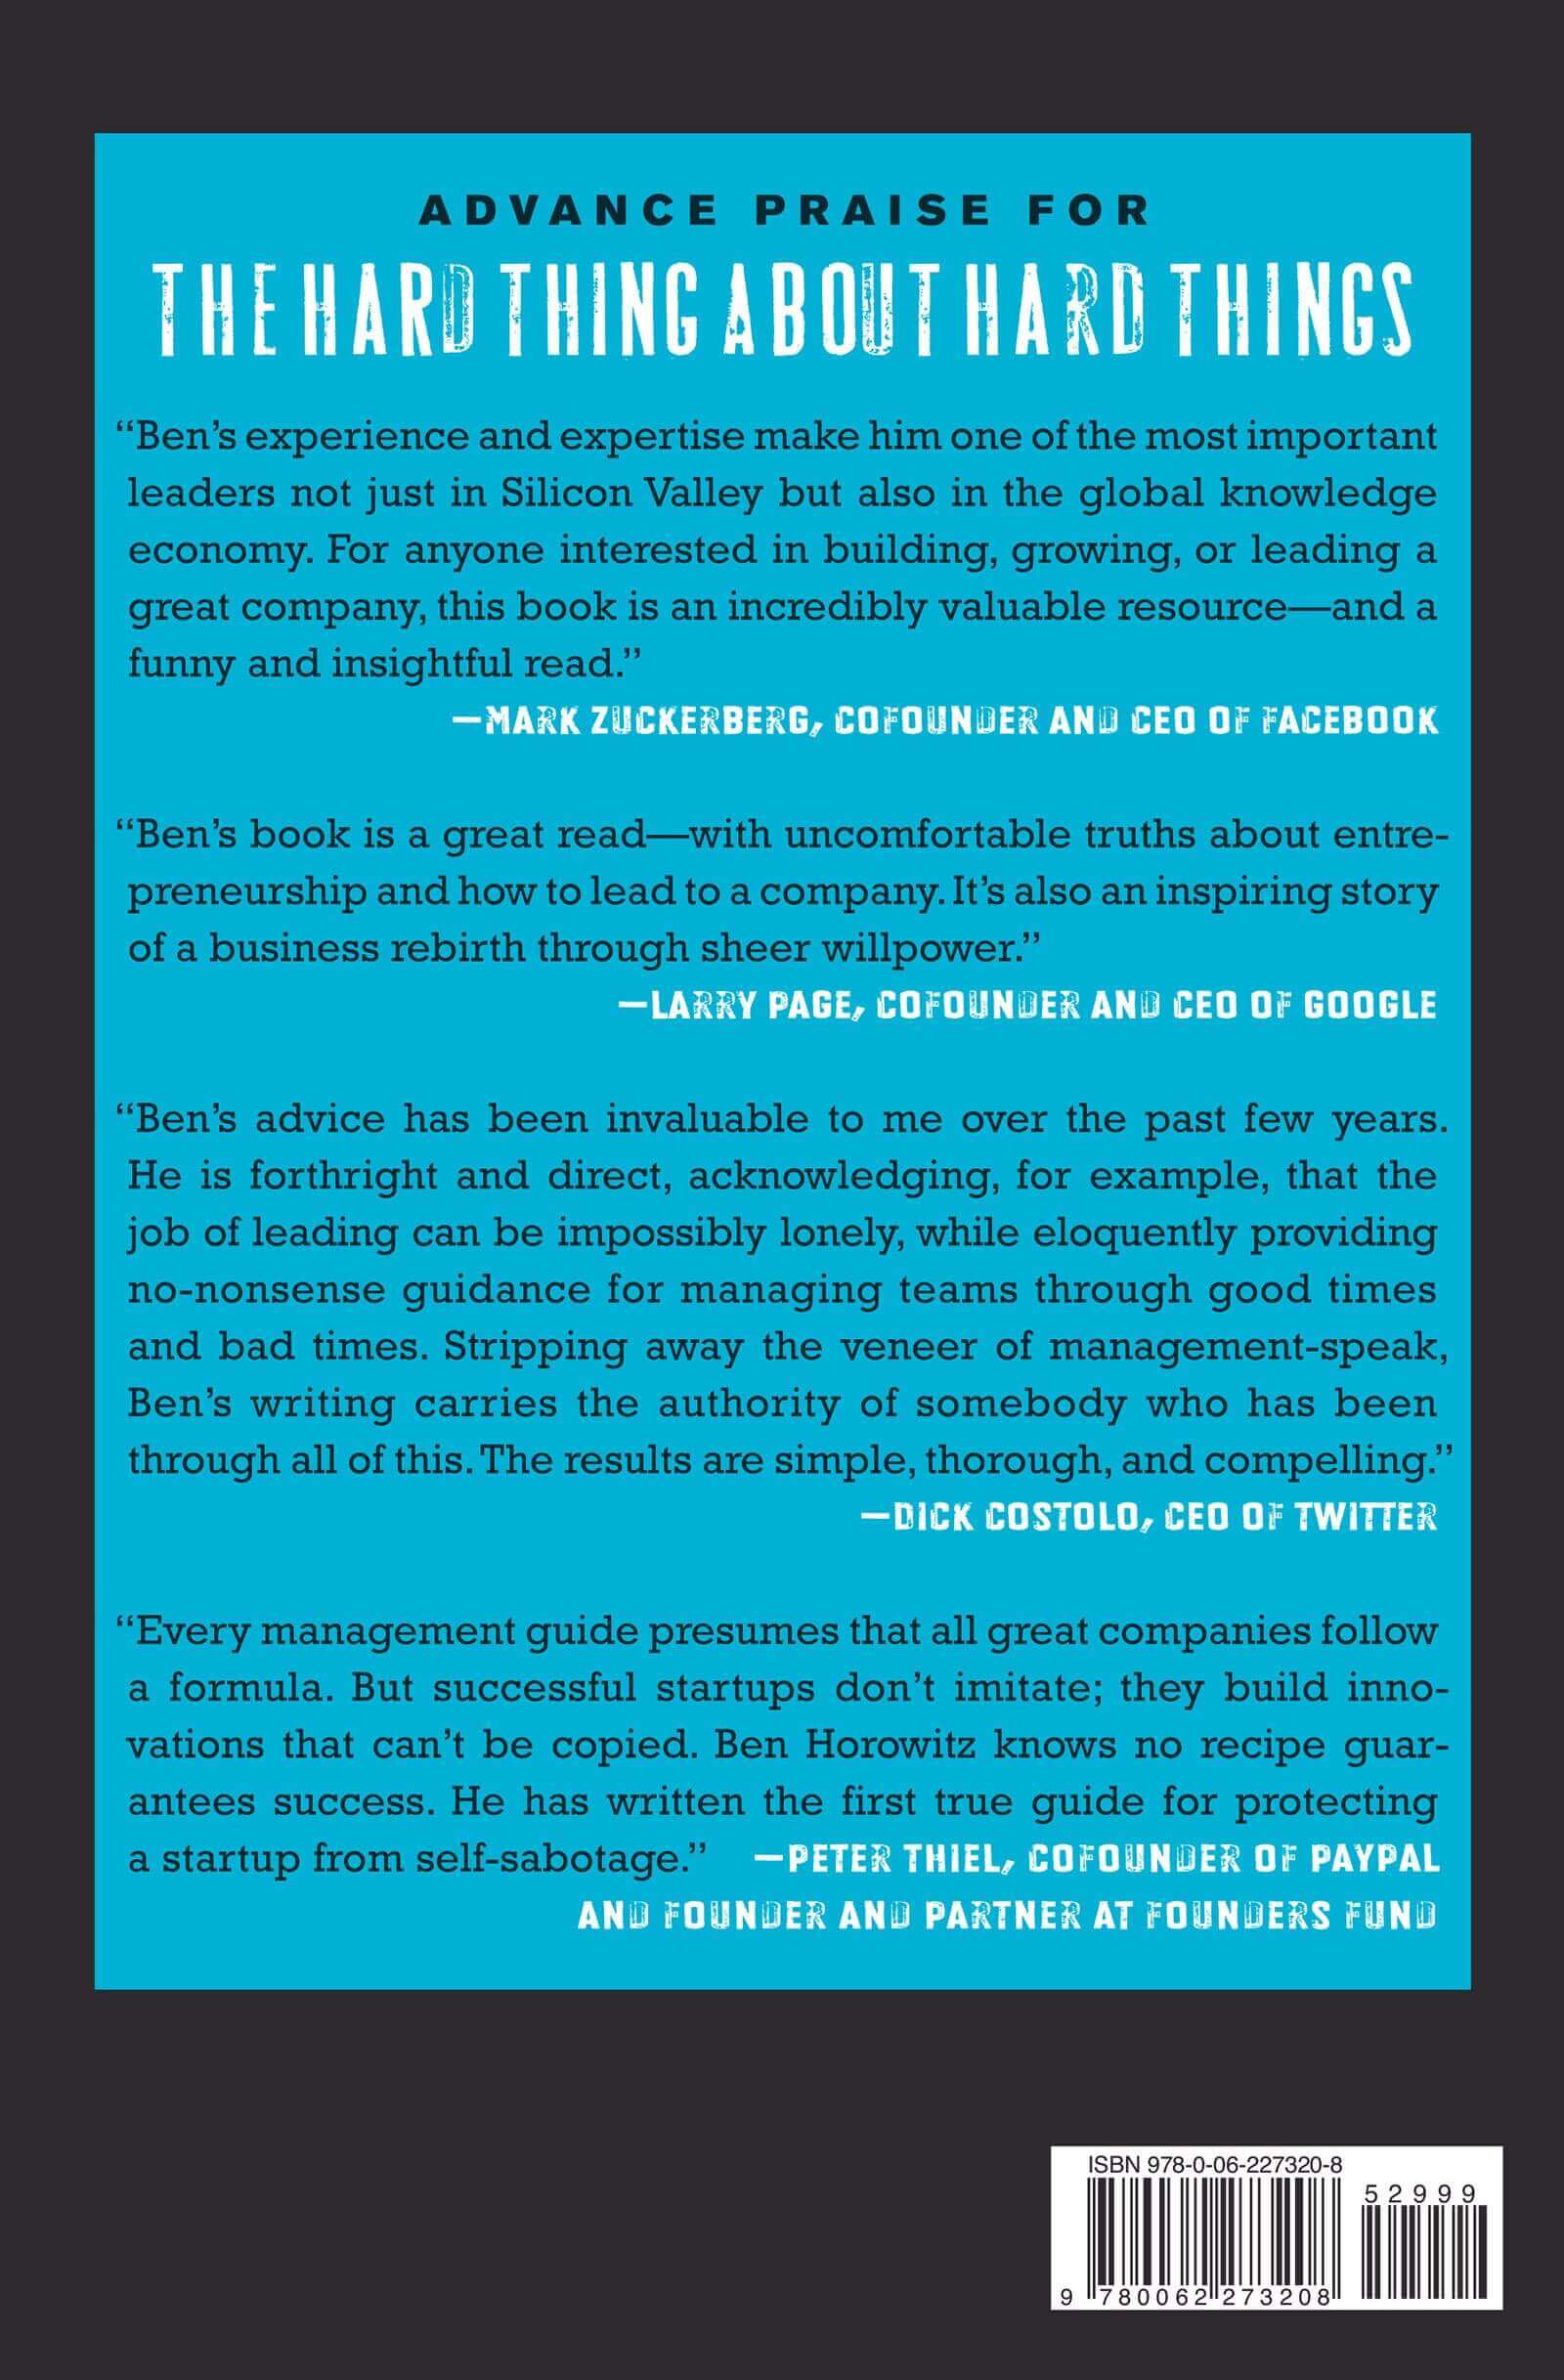 ADVANCE PRAISE FOR
THE HARD THING ABOUT HARD THINGS
“Ben’s experience and expertise make him one of the most important
leaders not just in Silicon Valley but also in the global knowledge
economy. For anyone interested in building, growing, or leading a
great company, this book is an incredibly valuable resource—and a
funny and insightful read.”
—MARK ZUCKERBERG, COFOUNDER AND CEO OF FACEBOOK
“Ben’s book is a great read—with uncomfortable truths about entre-
preneurship and how to lead to a company. It’s also an inspiring story
of a business rebirth through sheer willpower.”
—LARRY PAGE, COFOUNDER AND CEO OF GOOGLE
“Ben’s advice has been invaluable to me over the past few years.
He is forthright and direct, acknowledging, for example, that the
job of leading can be impossibly lonely, while eloquently providing
no-nonsense guidance for managing teams through good times
and bad times. Stripping away the veneer of management-speak,
Ben’s writing carries the authority of somebody who has been
through all of this. The results are simple, thorough, and compelling.”
—DICK COSTOLO, CEO OF TWITTER
“Every management guide presumes that all great companies follow
a formula. But successful startups don’t imitate; they build inno-
vations that can’t be copied. Ben Horowitz knows no recipe guar-
antees success. He has written the first true guide for protecting
a startup from self-sabotage.” —PETER THIEL, COFOUNDER OF PAYPAL
AND FOUNDER AND PARTNER AT FOUNDERS FUND
ISBN 978-0-06-227320-8
52999
9 780062 273208